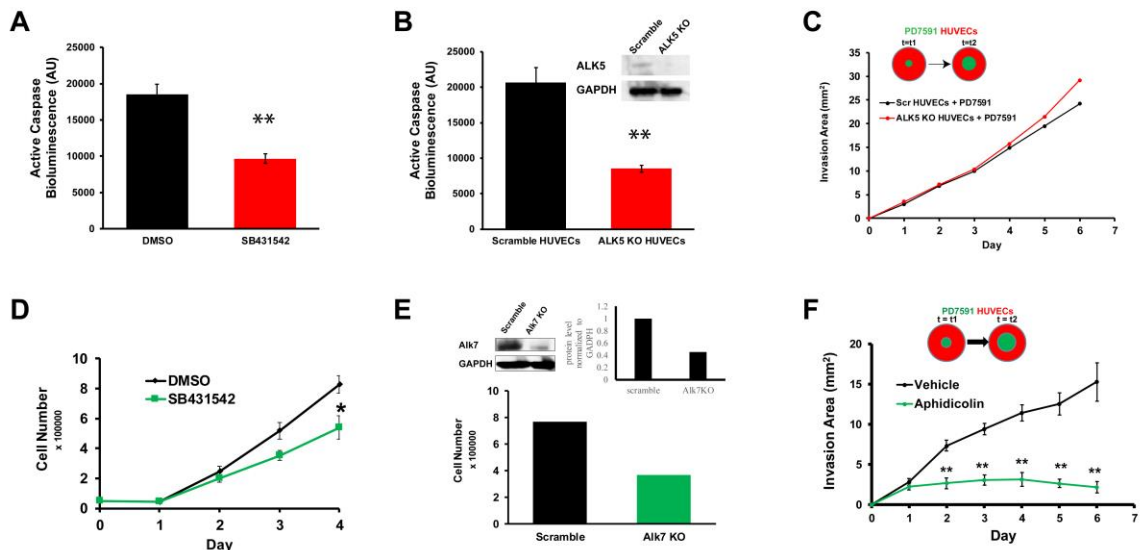 A
Active Caspase
Bioluminescence (AU)
25000
20000
15000
10000
5000
0
**
DMSO
SB431542
B
Active Caspase
Bioluminescence (AU)
25000
20000
15000
10000
5000
0
Scramble
ALK5 KO
ALK5
GAPDH
**
Scramble HUVECs
ALK5 KO HUVECs
C
PD7591 HUVECs
t=t1
t=t2
Scr HUVECs + PD7591
ALK5 KO HUVECs + PD7591
Invasion Area (mm²)
35
30
25
20
15
10
5
0
0 1 2 3 4 5 6 7
Day
D
DMSO
SB431542
Cell Number
x 100000
10
8
6
4
2
0
*
0 1 2 3 4
Day
E
Scramble
Alk7 KO
Alk7
GAPDH
protein level
normalized to
GADPH
1.2
1
0.8
0.6
0.4
0.2
0
scramble
Alk7KO
Cell Number
x 100000
10
8
6
4
2
0
Scramble
Alk7 KO
F
PD7591 HUVECs
t = t1
t = t2
Vehicle
Aphidicolin
Invasion Area (mm²)
20
15
10
5
0
** ** ** ** **
0 1 2 3 4 5 6 7
Day